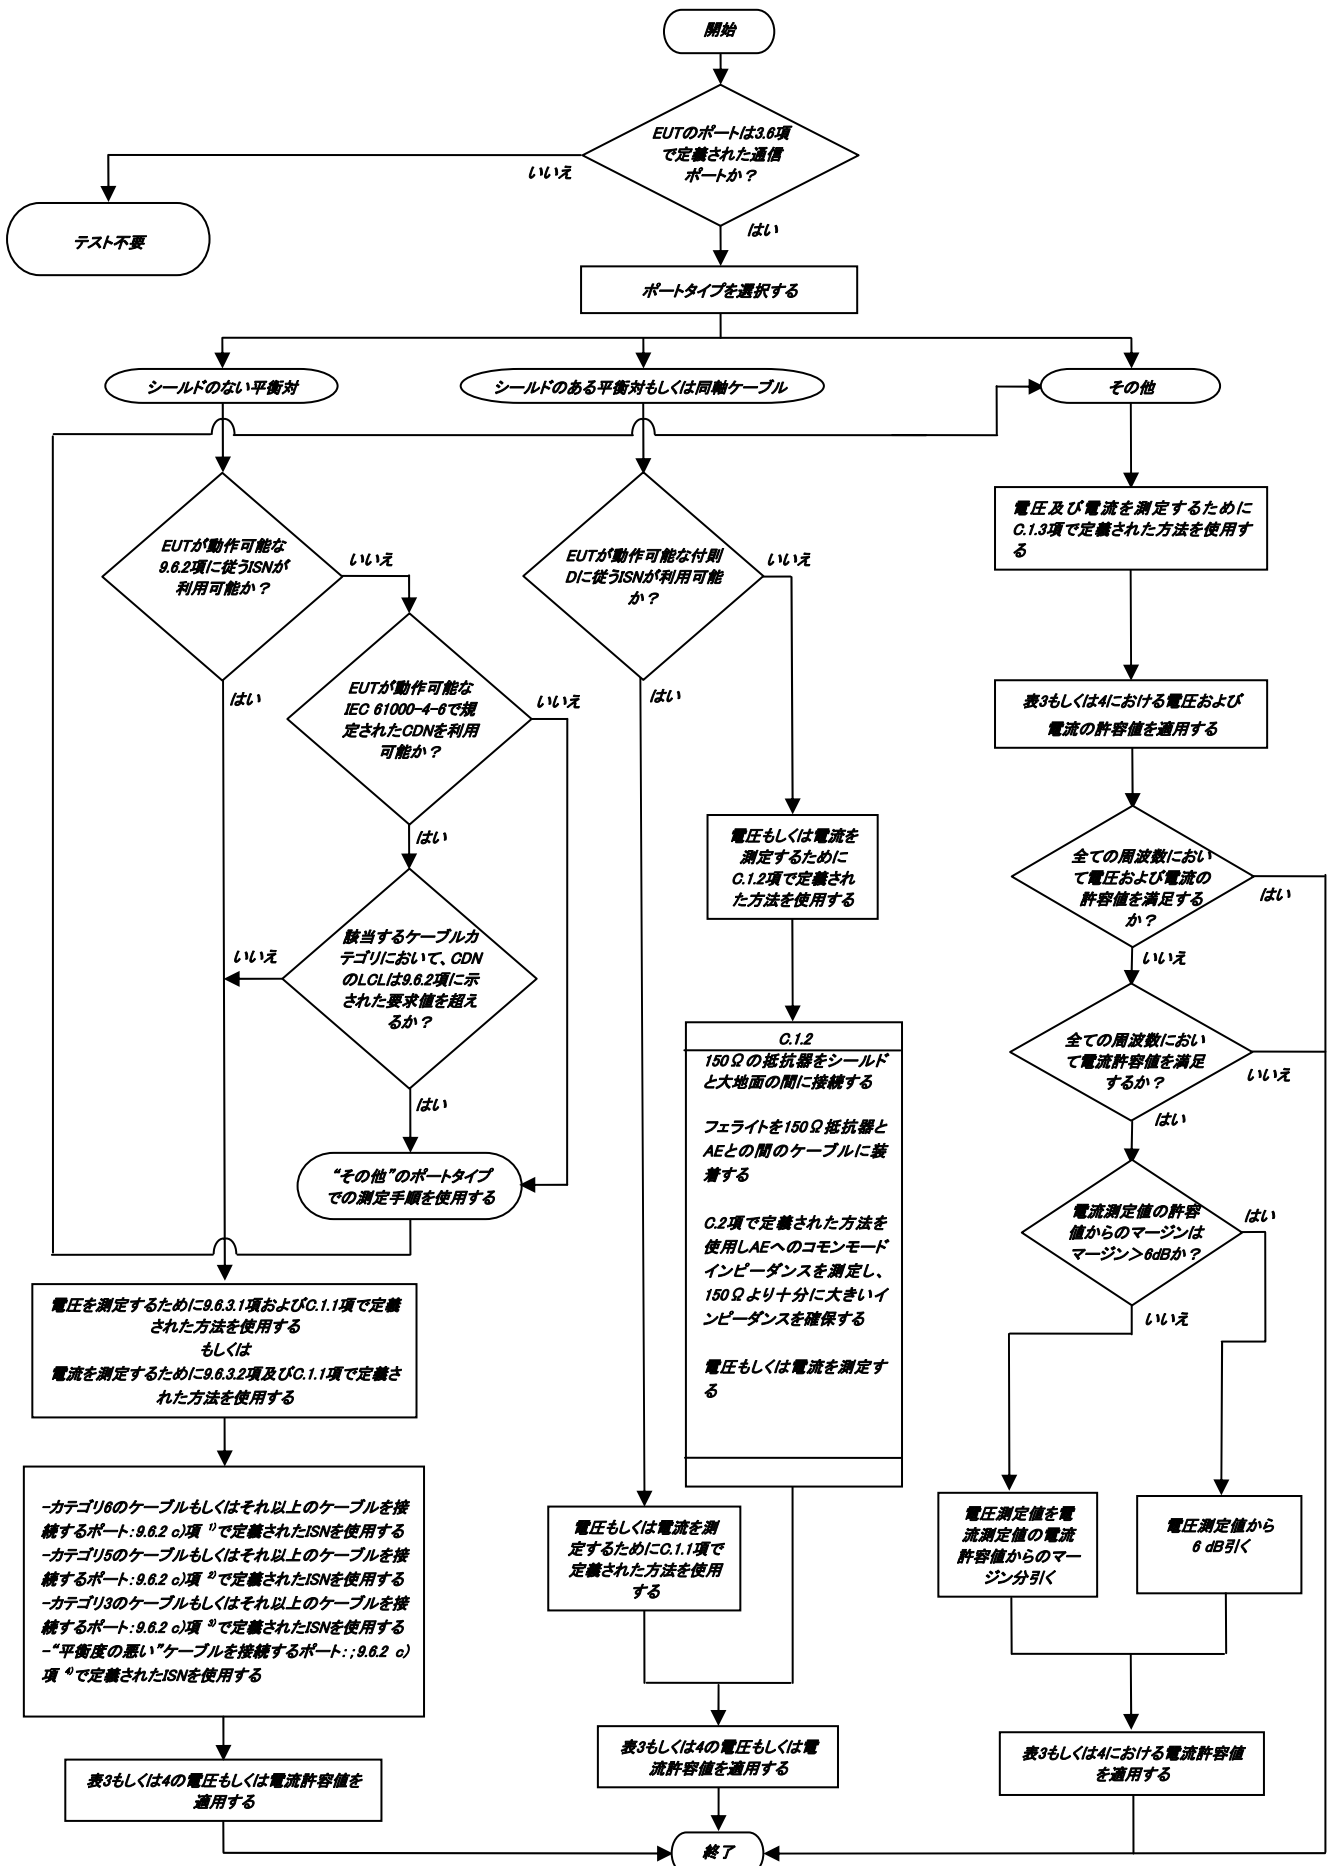 開始
EUTのポートは3.6項
で定義された通信
ポートか？
いいえ
はい
テスト不要
ポートタイプを選択する
シールドのない平衡対
シールドのある平衡対もしくは同軸ケーブル
その他
EUTが動作可能な
9.6.2項に従うISNが
利用可能か？
いいえ
はい
EUTが動作可能な
IEC 61000-4-6で規
定されたCDNを利用
可能か？
いいえ
はい
該当するケーブルカ
テゴリにおいて、CDN
のLCLは9.6.2項に示
された要求値を超え
るか？
いいえ
はい
“その他”のポートタイプ
での測定手順を使用する
電圧を測定するために9.6.3.1項およびC.1.1項で定義
された方法を使用する
もしくは
電流を測定するために9.6.3.2項及びC.1.1項で定義さ
れた方法を使用する
-カテゴリ6のケーブルもしくはそれ以上のケーブルを接
続するポート：9.6.2 c)項 1)で定義されたISNを使用する
-カテゴリ5のケーブルもしくはそれ以上のケーブルを接
続するポート：9.6.2 c)項 2)で定義されたISNを使用する
-カテゴリ3のケーブルもしくはそれ以上のケーブルを接
続するポート：9.6.2 c)項 3)で定義されたISNを使用する
-“平衡度の悪い”ケーブルを接続するポート：;9.6.2 c)
項 4)で定義されたISNを使用する
表3もしくは4の電圧もしくは電流許容値を
適用する
EUTが動作可能な付則
Dに従うISNが利用可能
か？
いいえ
はい
電圧もしくは電流を
測定するために
C.1.2項で定義され
た方法を使用する
C.1.2
150Ωの抵抗器をシールド
と大地面の間に接続する
フェライトを150Ω抵抗器と
AEとの間のケーブルに装
着する
C.2項で定義された方法を
使用しAEへのコモンモード
インピーダンスを測定し、
150Ωより十分に大きいイ
ンピーダンスを確保する
電圧もしくは電流を測定す
る
電圧もしくは電流を測
定するためにC.1.1項で
定義された方法を使用
する
表3もしくは4の電圧もしくは電
流許容値を適用する
電圧及び電流を測定するために
C.1.3項で定義された方法を使用す
る
表3もしくは4における電圧および
電流の許容値を適用する
全ての周波数におい
て電圧および電流の
許容値を満足する
か？
はい
いいえ
全ての周波数におい
て電流許容値を満足
するか？
いいえ
はい
電流測定値の許容
値からのマージンは
マージン＞6dBか？
はい
いいえ
電圧測定値を電
流測定値の電流
許容値からのマー
ジン分引く
電圧測定値から
6 dB引く
表3もしくは4における電流許容値
を適用する
終了